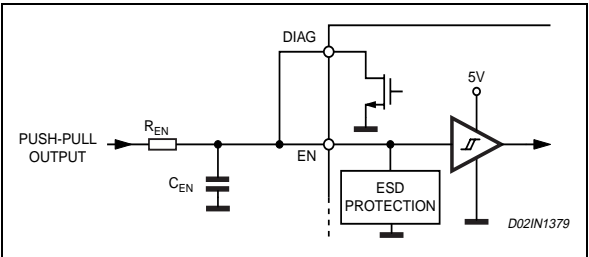 DIAG
5V
R_EN
PUSH-PULL
OUTPUT
EN
C_EN
ESD
PROTECTION
D02IN1379